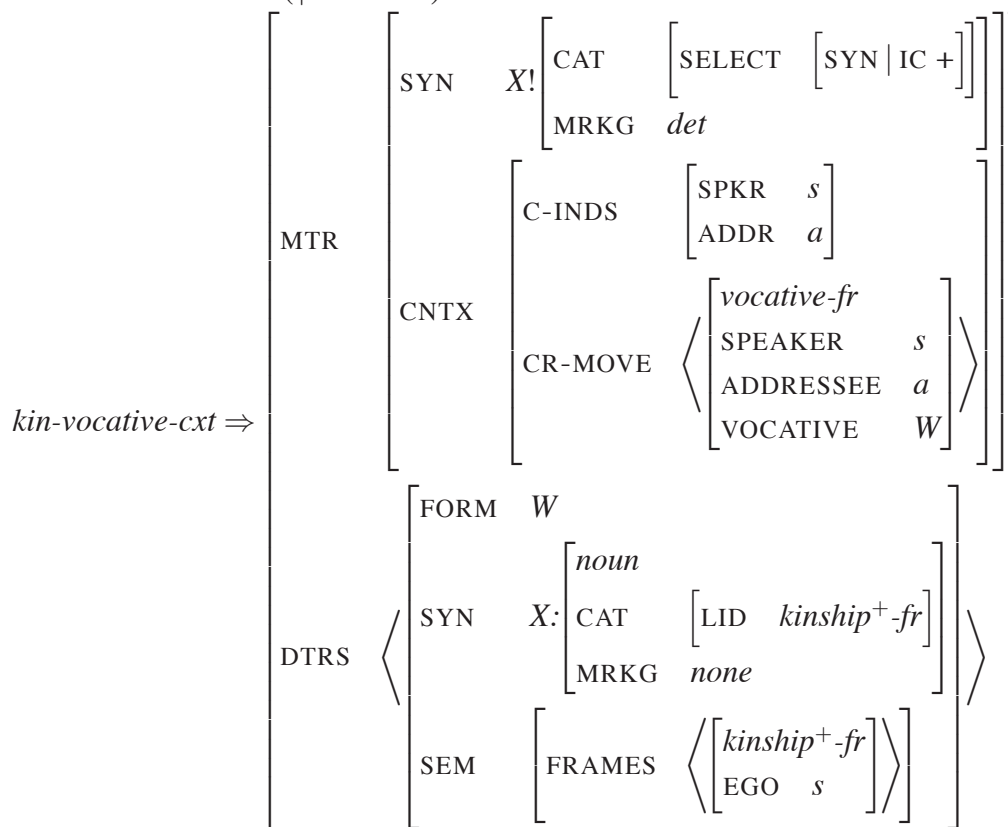 SYN X! CAT [SELECT [SYN | IC +]]
MRKG det
C-INDS SPKR s
ADDR a
MTR
CNTX
vocative-fr
SPEAKER s
CR-MOVE ADDRESSEE a
VOCATIVE W
kin-vocative-cxt ⇒
FORM W
noun
SYN X: CAT [LID kinship⁺-fr]
MRKG none
DTRS
kinship⁺-fr
SEM [FRAMES EGO s]